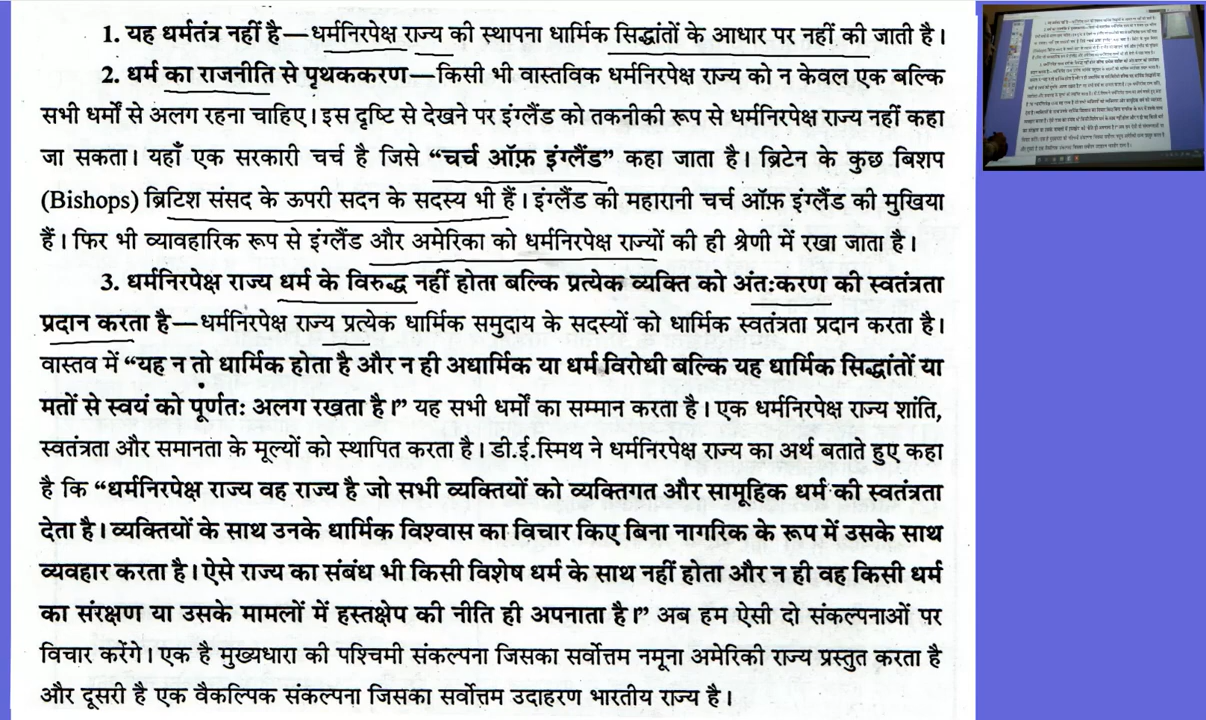 1. यह धर्मतंत्र नहीं है—धर्मनिरपेक्ष राज्य की स्थापना धार्मिक सिद्धांतों के आधार पर नहीं की जाती है।
2. धर्म का राजनीति से पृथककरण—किसी भी वास्तविक धर्मनिरपेक्ष राज्य को न केवल एक बल्कि
सभी धर्मों से अलग रहना चाहिए। इस दृष्टि से देखने पर इंग्लैंड को तकनीकी रूप से धर्मनिरपेक्ष राज्य नहीं कहा
जा सकता। यहाँ एक सरकारी चर्च है जिसे “चर्च ऑफ़ इंग्लैंड” कहा जाता है। ब्रिटेन के कुछ बिशप
(Bishops) ब्रिटिश संसद के ऊपरी सदन के सदस्य भी हैं। इंग्लैंड की महारानी चर्च ऑफ़ इंग्लैंड की मुखिया
हैं। फिर भी व्यावहारिक रूप से इंग्लैंड और अमेरिका को धर्मनिरपेक्ष राज्यों की ही श्रेणी में रखा जाता है।
3. धर्मनिरपेक्ष राज्य धर्म के विरुद्ध नहीं होता बल्कि प्रत्येक व्यक्ति को अंतःकरण की स्वतंत्रता
प्रदान करता है—धर्मनिरपेक्ष राज्य प्रत्येक धार्मिक समुदाय के सदस्यों को धार्मिक स्वतंत्रता प्रदान करता है।
वास्तव में “यह न तो धार्मिक होता है और न ही अधार्मिक या धर्म विरोधी बल्कि यह धार्मिक सिद्धांतों या
मतों से स्वयं को पूर्णतः अलग रखता है।” यह सभी धर्मों का सम्मान करता है। एक धर्मनिरपेक्ष राज्य शांति,
स्वतंत्रता और समानता के मूल्यों को स्थापित करता है। डी.ई.स्मिथ ने धर्मनिरपेक्ष राज्य का अर्थ बताते हुए कहा
है कि “धर्मनिरपेक्ष राज्य वह राज्य है जो सभी व्यक्तियों को व्यक्तिगत और सामूहिक धर्म की स्वतंत्रता
देता है। व्यक्तियों के साथ उनके धार्मिक विश्वास का विचार किए बिना नागरिक के रूप में उसके साथ
व्यवहार करता है। ऐसे राज्य का संबंध भी किसी विशेष धर्म के साथ नहीं होता और न ही वह किसी धर्म
का संरक्षण या उसके मामलों में हस्तक्षेप की नीति ही अपनाता है।” अब हम ऐसी दो संकल्पनाओं पर
विचार करेंगे। एक है मुख्यधारा की पश्चिमी संकल्पना जिसका सर्वोत्तम नमूना अमेरिकी राज्य प्रस्तुत करता है
और दूसरी है एक वैकल्पिक संकल्पना जिसका सर्वोत्तम उदाहरण भारतीय राज्य है।